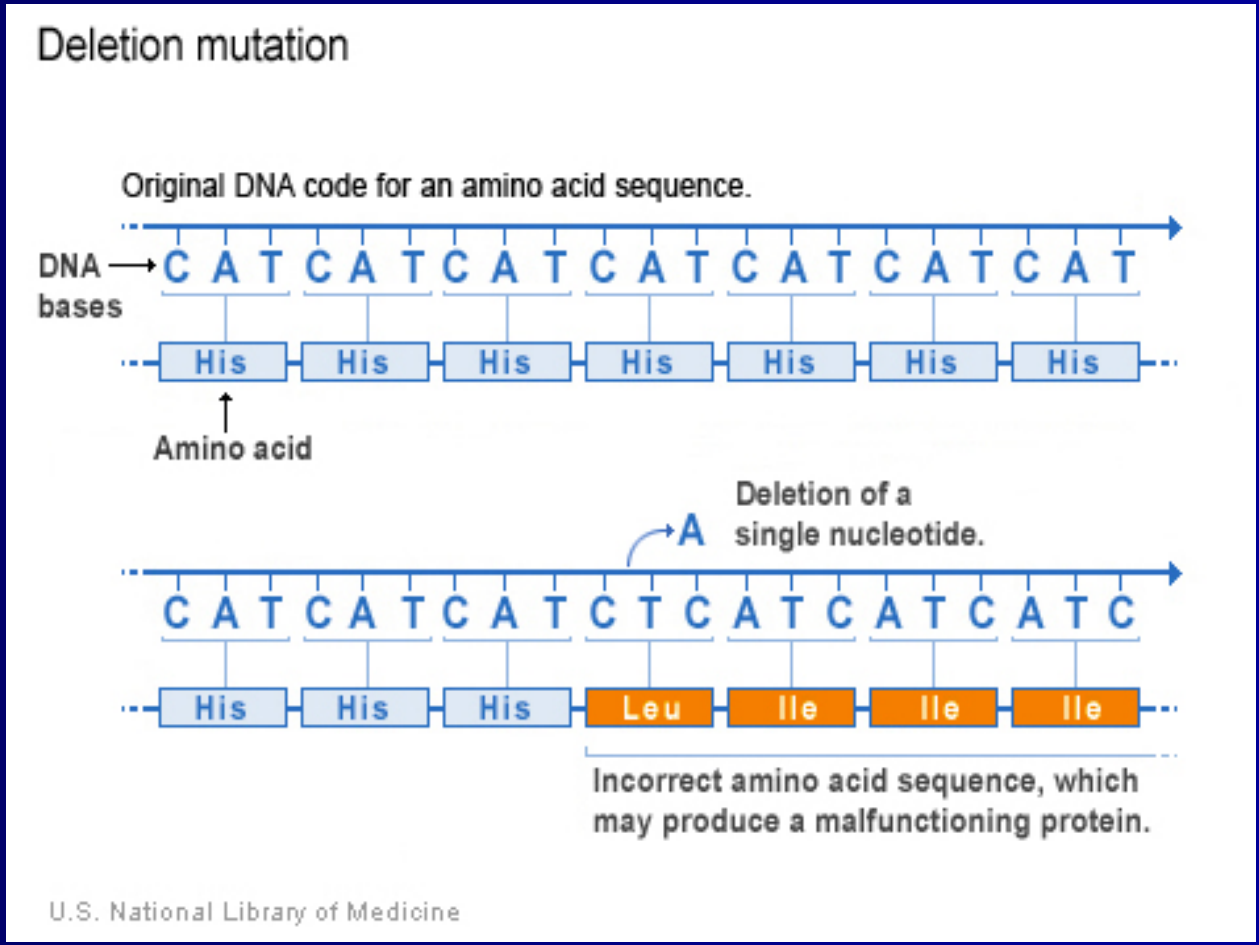 Deletion mutation
Original DNA code for an amino acid sequence.
DNA bases
C A T C A T C A T C A T C A T C A T C A T
His His His His His His His
Amino acid
A
Deletion of a
single nucleotide.
C A T C A T C A T C T C A T C A T C A T C
His His His Leu Ile Ile Ile
Incorrect amino acid sequence, which
may produce a malfunctioning protein.
U.S. National Library of Medicine